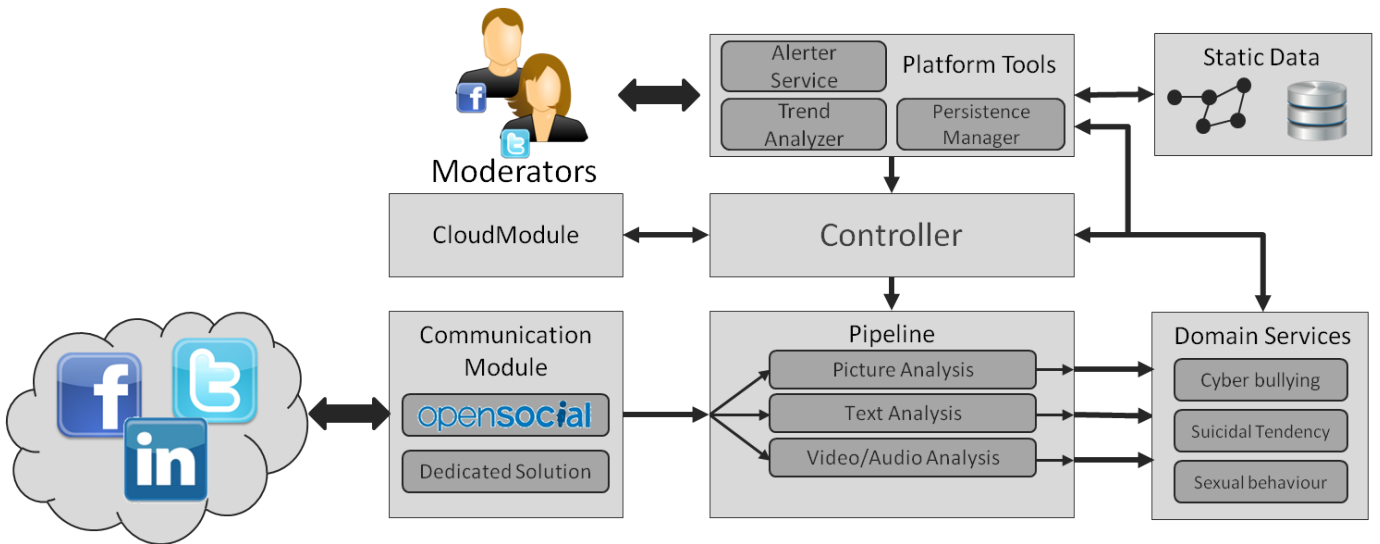 Alerter
Service
Platform Tools
Trend
Analyzer
Persistence
Manager
Static Data
f
t
Moderators
CloudModule
Controller
Communication
Module
opensocial
Dedicated Solution
Pipeline
Picture Analysis
Text Analysis
Video/Audio Analysis
Domain Services
Cyber bullying
Suicidal Tendency
Sexual behaviour
f
t
in